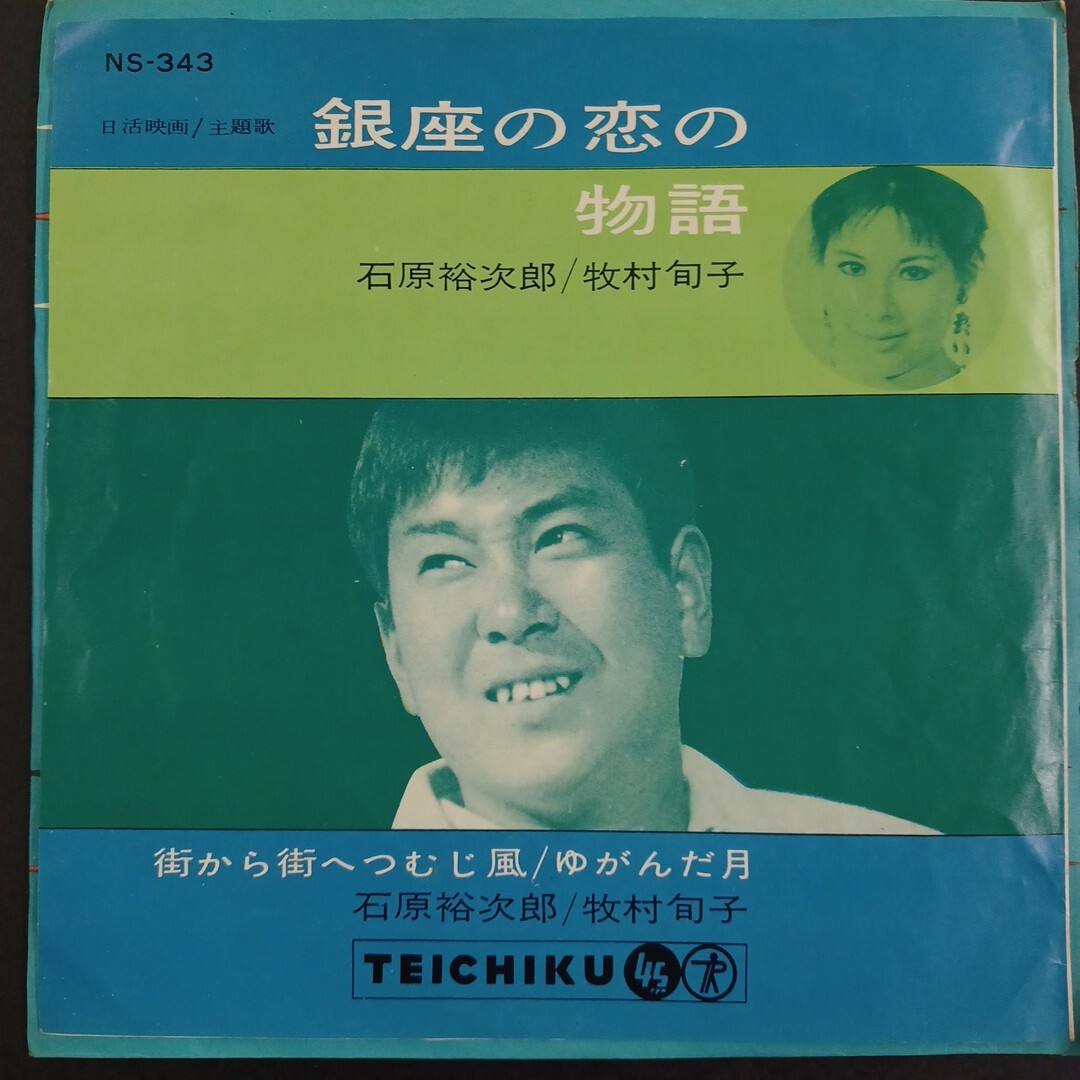 NS-343
日活映画/主題歌 銀座の恋の
物語
石原裕次郎/牧村旬子
街から街へつむじ風/ゆがんだ月
石原裕次郎/牧村旬子
TEICHIKU 45